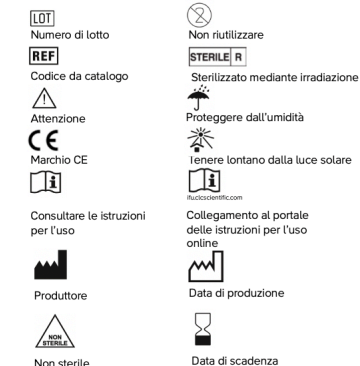 LOT
Numero di lotto
Non riutilizzare
REF
STERILE R
Codice da catalogo
Sterilizzato mediante irradiazione
Attenzione
Proteggere dall'umidità
CE
Marchio CE
Tenere lontano dalla luce solare
ifu.clcscientific.com
Consultare le istruzioni
per l'uso
Collegamento al portale
delle istruzioni per l'uso
online
Produttore
Data di produzione
NON
STERILE
Non sterile
Data di scadenza